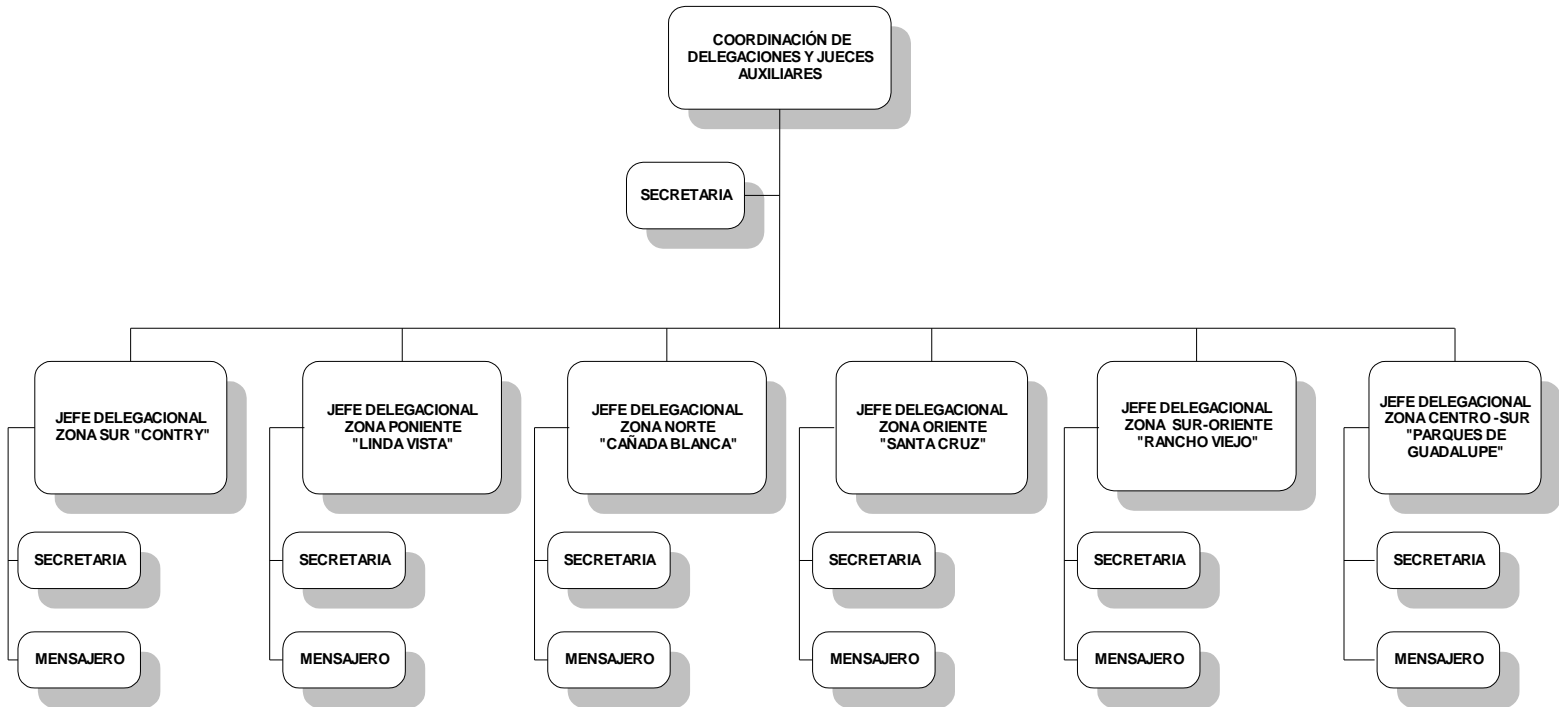 COORDINACIÓN DE
DELEGACIONES Y JUECES
AUXILIARES
SECRETARIA
JEFE DELEGACIONAL
ZONA SUR "CONTRY"
JEFE DELEGACIONAL
ZONA PONIENTE
"LINDA VISTA"
JEFE DELEGACIONAL
ZONA NORTE
"CAÑADA BLANCA"
JEFE DELEGACIONAL
ZONA ORIENTE
"SANTA CRUZ"
JEFE DELEGACIONAL
ZONA SUR-ORIENTE
"RANCHO VIEJO"
JEFE DELEGACIONAL
ZONA CENTRO -SUR
"PARQUES DE
GUADALUPE"
SECRETARIA
SECRETARIA
SECRETARIA
SECRETARIA
SECRETARIA
SECRETARIA
MENSAJERO
MENSAJERO
MENSAJERO
MENSAJERO
MENSAJERO
MENSAJERO